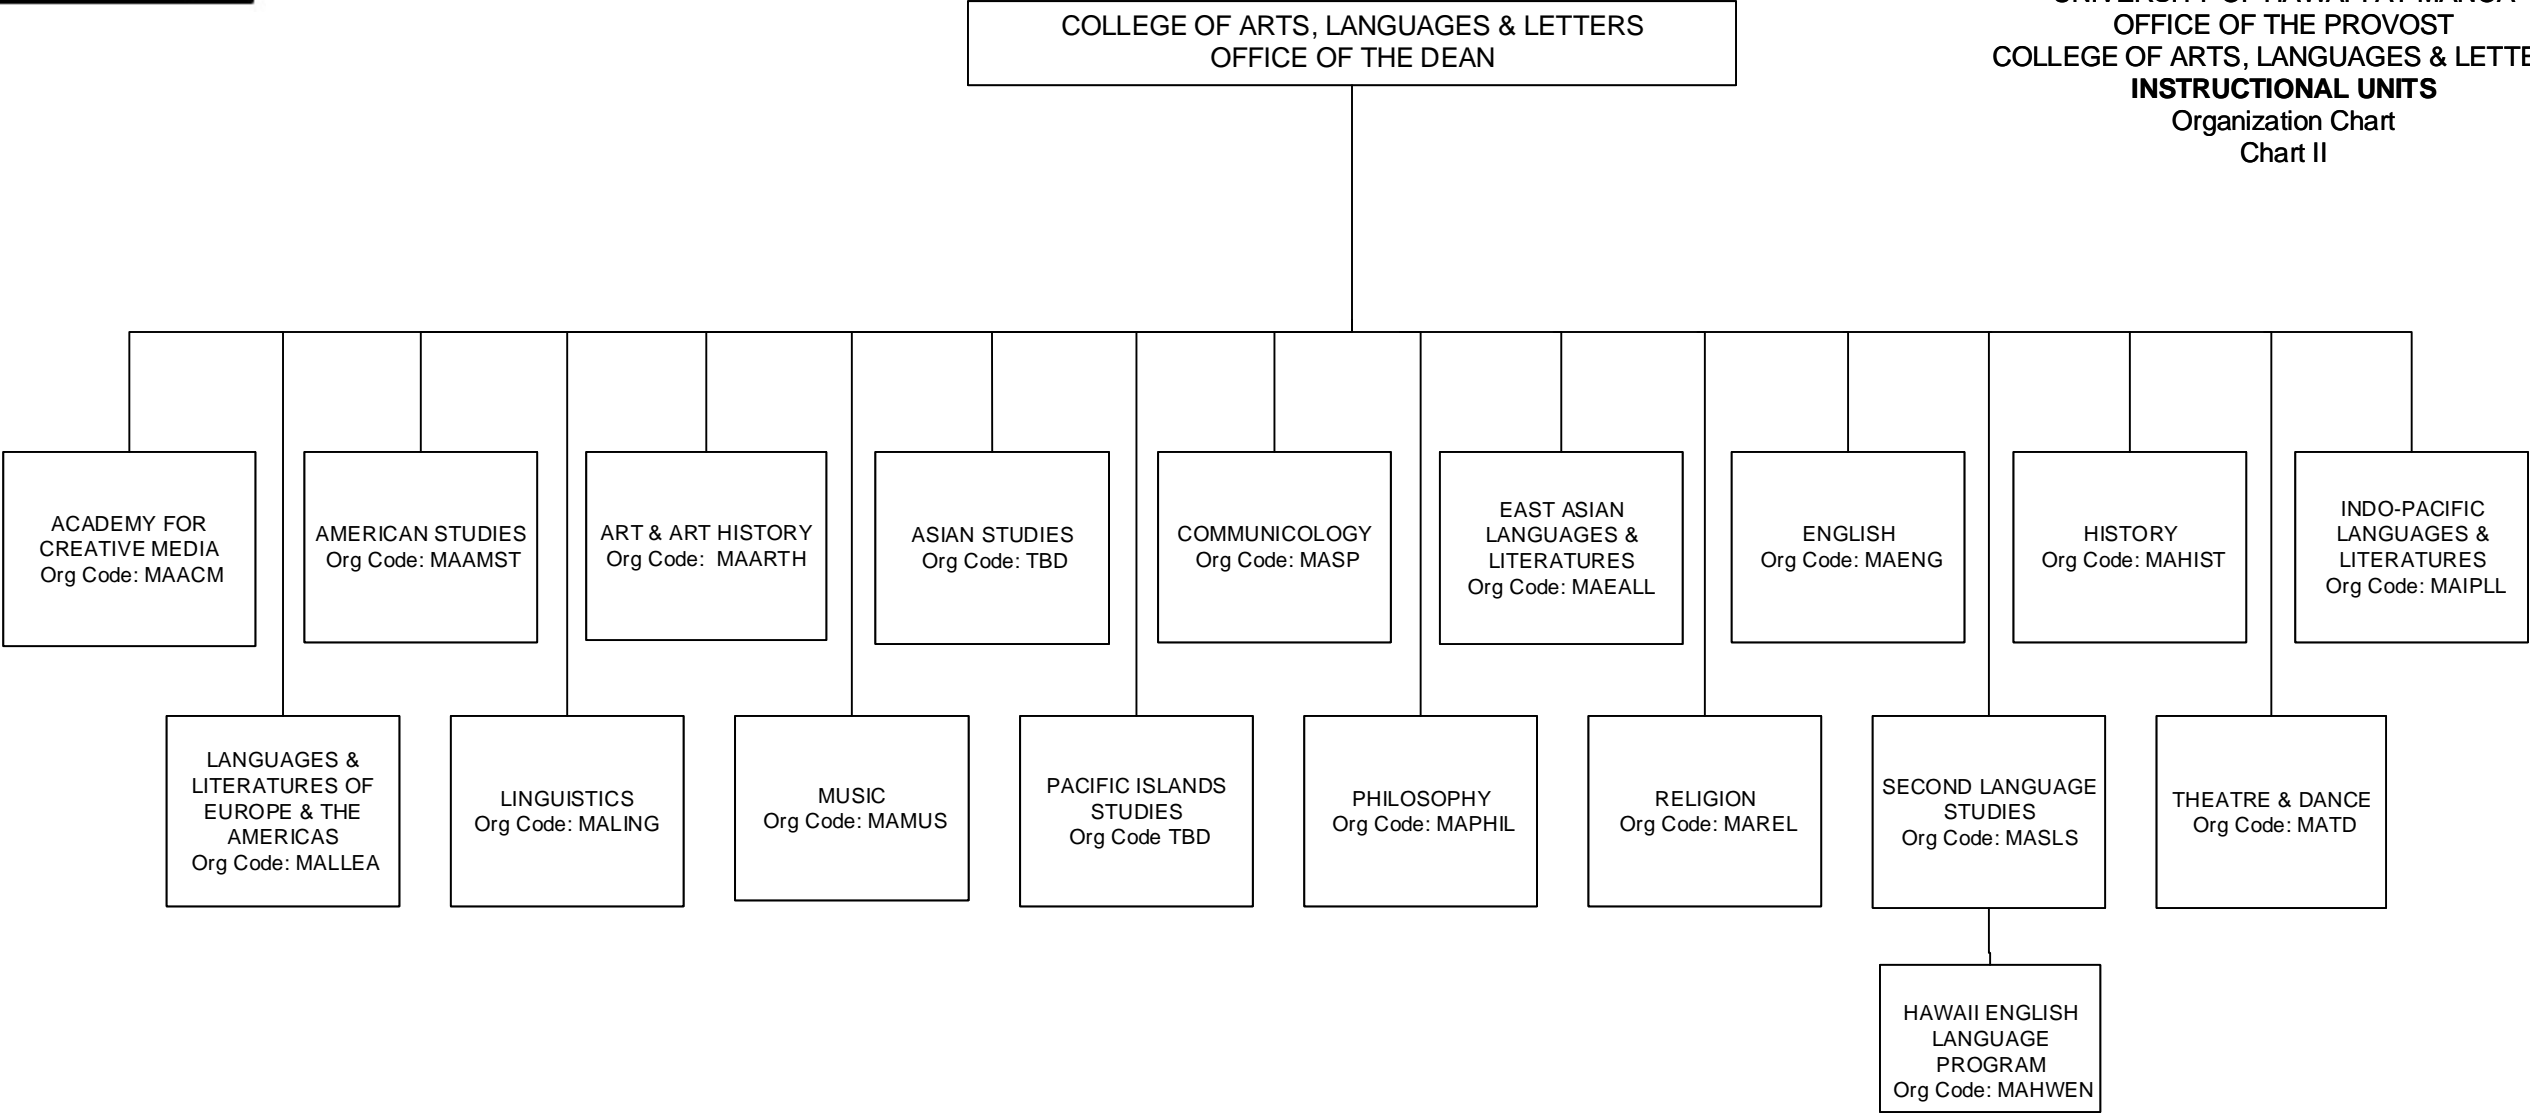 COLLEGE OF ARTS, LANGUAGES & LETTERS
OFFICE OF THE DEAN
OFFICE OF THE PROVOST
COLLEGE OF ARTS, LANGUAGES &
INSTRUCTIONAL UNITS
Organization Chart
Chart II
ACADEMY FOR
CREATIVE MEDIA
Org Code: MAACM
AMERICAN STUDIES
Org Code: MAAMST
ART & ART HISTORY
Org Code: MAARTH
ASIAN STUDIES
Org Code: TBD
COMMUNICOLOGY
Org Code: MASP
EAST ASIAN
LANGUAGES &
LITERATURES
Org Code: MAEALL
ENGLISH
Org Code: MAENG
HISTORY
Org Code: MAHIST
INDO-PACIFIC
LANGUAGES &
LITERATURES
Org Code: MAIPLL
LANGUAGES &
LITERATURES OF
EUROPE & THE
AMERICAS
Org Code: MALLEA
LINGUISTICS
Org Code: MALING
MUSIC
Org Code: MAMUS
PACIFIC ISLANDS
STUDIES
Org Code TBD
PHILOSOPHY
Org Code: MAPHIL
RELIGION
Org Code: MAREL
SECOND LANGUAGE
STUDIES
Org Code: MASLS
THEATRE & DANCE
Org Code: MATD
HAWAII ENGLISH
LANGUAGE
PROGRAM
Org Code: MAHWEN